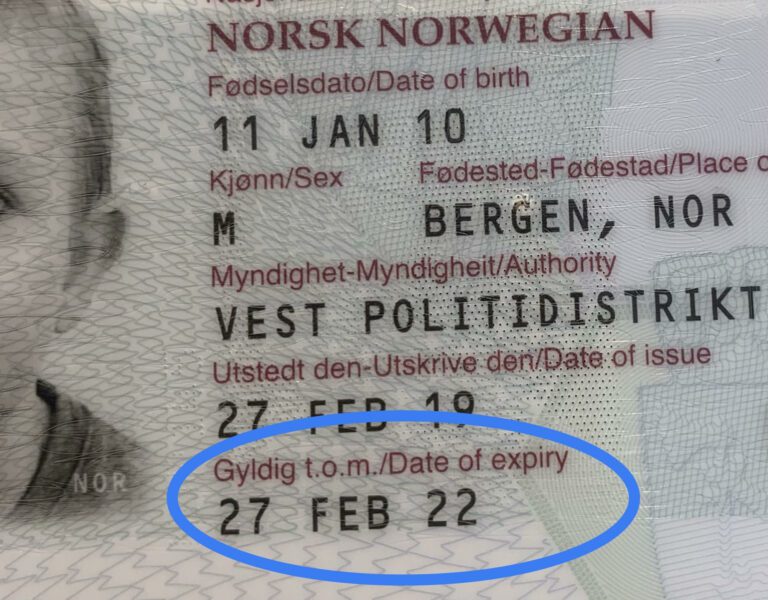 NORSK NORWEGIAN
Fødselsdato/Date of birth
11 JAN 10
Kjønn/Sex Fødested-Fødestad/Place o
M BERGEN, NOR
Myndighet-Myndigheit/Authority
VEST POLITIDISTRIKT
Utstedt den-Utskrive den/Date of issue
27 FEB 19
Gyldig t.o.m./Date of expiry
NOR
27 FEB 22